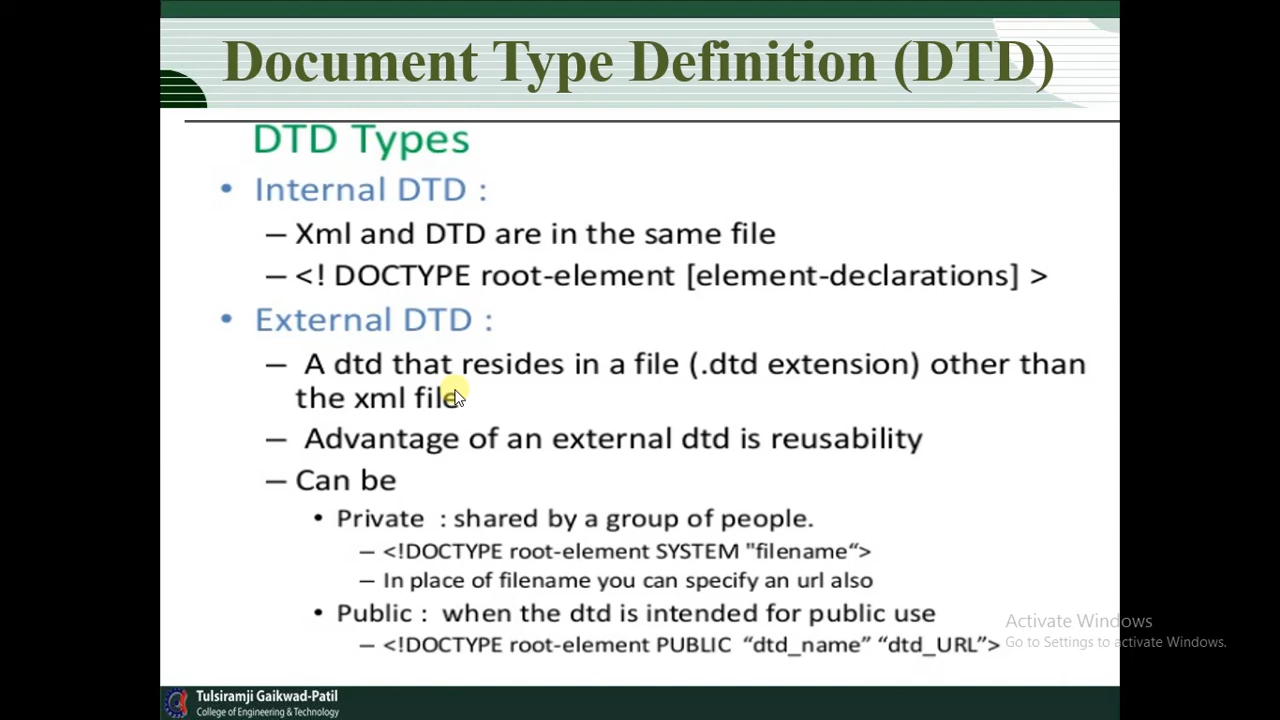 Document Type Definition (DTD)
DTD Types
• Internal DTD :
– Xml and DTD are in the same file
– <! DOCTYPE root-element [element-declarations] >
• External DTD :
– A dtd that resides in a file (.dtd extension) other than
the xml file
– Advantage of an external dtd is reusability
– Can be
• Private : shared by a group of people.
– <!DOCTYPE root-element SYSTEM "filename“>
– In place of filename you can specify an url also
• Public : when the dtd is intended for public use
– <!DOCTYPE root-element PUBLIC “dtd_name” “dtd_URL”>
Activate Windows
Go to Settings to activate Windows.
Tulsiramji Gaikwad-Patil
College of Engineering & Technology